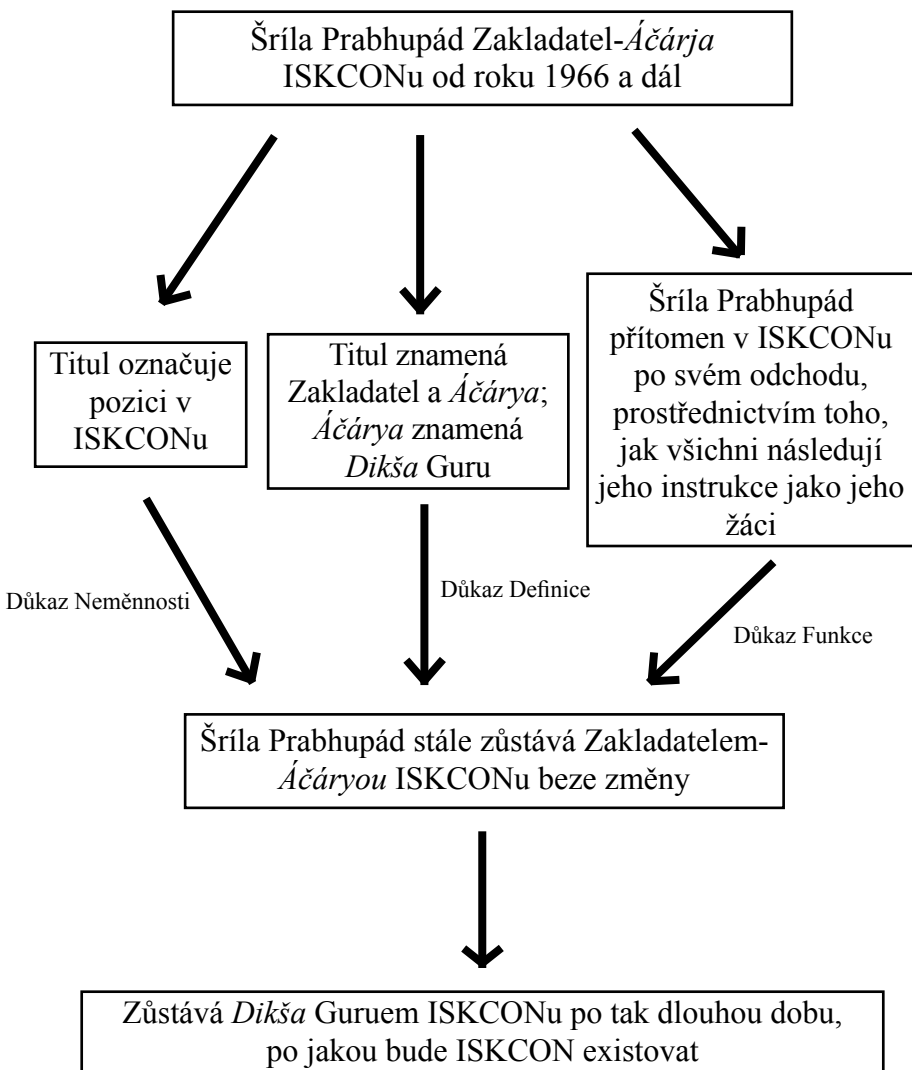 Šríla Prabhupád Zakladatel-Áčárja
ISKCONu od roku 1966 a dál
Titul označuje
pozici v
ISKCONu
Titul znamená
Zakladatel a Áčárya;
Áčárya znamená
Dikša Guru
Šríla Prabhupád
přítomen v ISKCONu
po svém odchodu,
prostřednictvím toho,
jak všichni následují
jeho instrukce jako jeho
žáci
Důkaz Neměnnosti
Důkaz Definice
Důkaz Funkce
Šríla Prabhupád stále zůstává Zakladatelem-
Áčáryou ISKCONu beze změny
Zůstává Dikša Guruem ISKCONu po tak dlouhou dobu,
po jakou bude ISKCON existovat